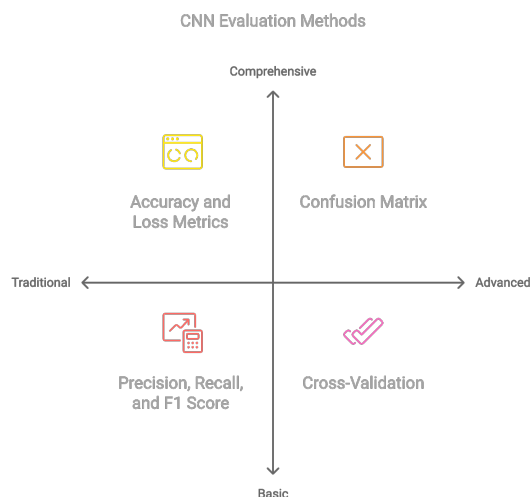 CNN Evaluation Methods
Comprehensive
Accuracy and
Loss Metrics
Confusion Matrix
Traditional
Advanced
Precision, Recall,
and F1 Score
Cross-Validation
Basic